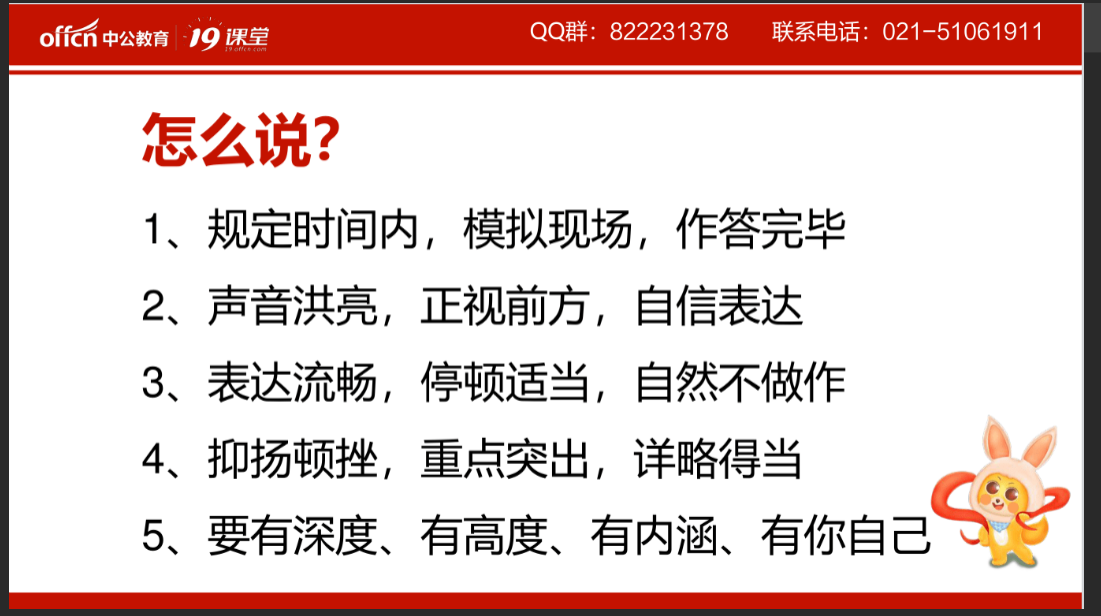 offcn 中公教育 19课堂 QQ群：822231378 联系电话：021-51061911
19.offcn.com
怎么说？
1、规定时间内，模拟现场，作答完毕
2、声音洪亮，正视前方，自信表达
3、表达流畅，停顿适当，自然不做作
4、抑扬顿挫，重点突出，详略得当
5、要有深度、有高度、有内涵、有你自己